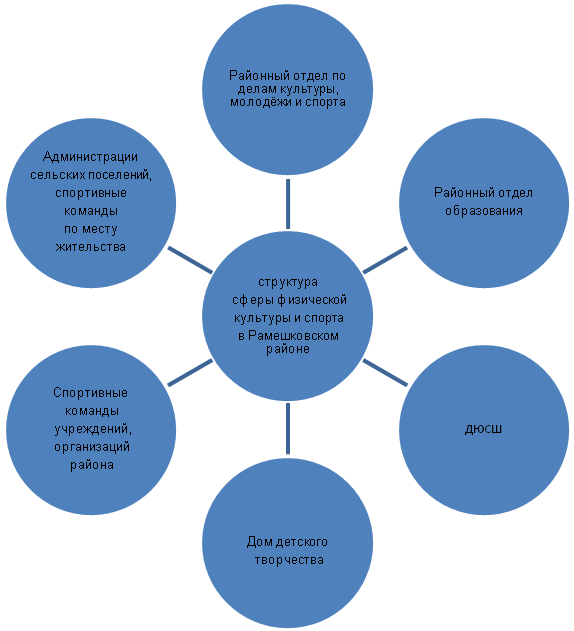 Районный отдел по
делам культуры,
молодёжи и спорта
Администрации
сельских поселений,
спортивные
команды
по месту
жительства
Районный отдел
образования
структура
сферы физической
культуры и спорта
в Рамешковском
районе
Спортивные
команды
учреждений,
организаций
района
ДЮСШ
Дом детского
творчества